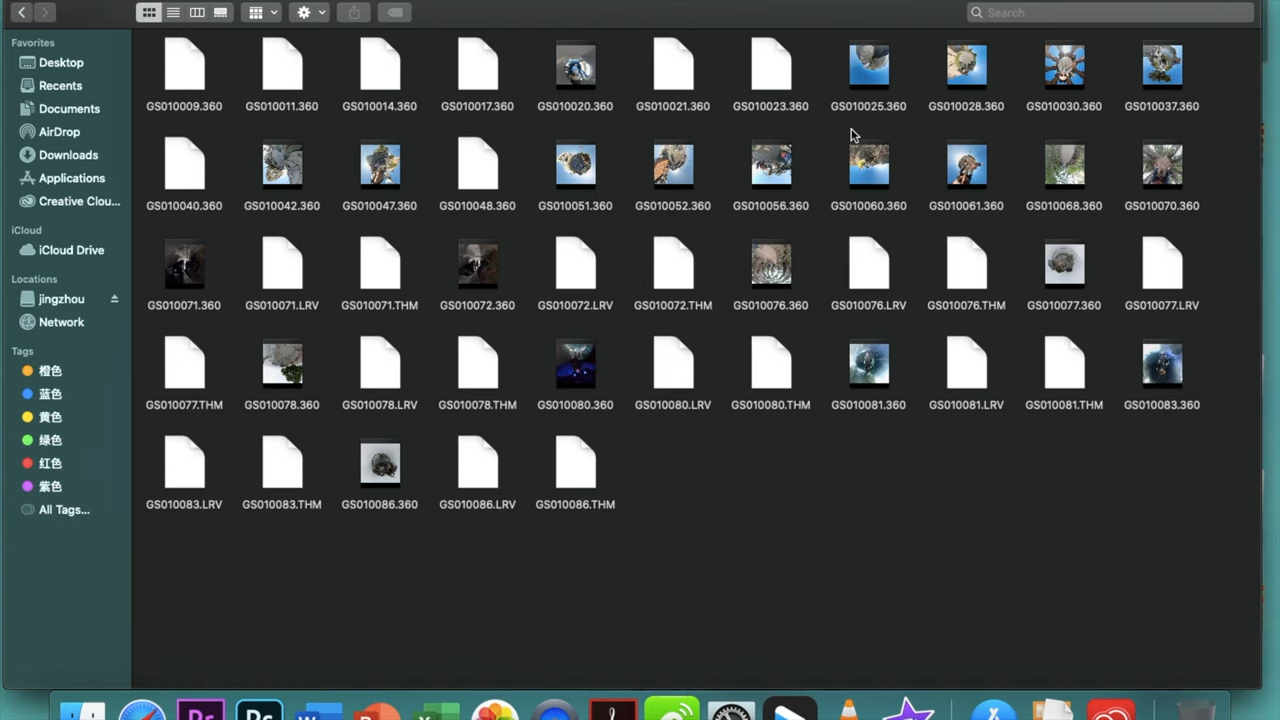 Search
Favorites
Desktop
Recents
Documents
AirDrop
Downloads
Applications
Creative Clou...
iCloud
iCloud Drive
Locations
jingzhou
Network
Tags
橙色
蓝色
黄色
绿色
红色
紫色
All Tags...
GS010009.360 GS010011.360 GS010014.360 GS010017.360 GS010020.360 GS010021.360 GS010023.360 GS010025.360 GS010028.360 GS010030.360 GS010037.360
GS010040.360 GS010042.360 GS010047.360 GS010048.360 GS010051.360 GS010052.360 GS010056.360 GS010060.360 GS010061.360 GS010068.360 GS010070.360
GS010071.360 GS010071.LRV GS010071.THM GS010072.360 GS010072.LRV GS010072.THM GS010076.360 GS010076.LRV GS010076.THM GS010077.360 GS010077.LRV
GS010077.THM GS010078.360 GS010078.LRV GS010078.THM GS010080.360 GS010080.LRV GS010080.THM GS010081.360 GS010081.LRV GS010081.THM GS010083.360
GS010083.LRV GS010083.THM GS010086.360 GS010086.LRV GS010086.THM
Pr Ps W P X